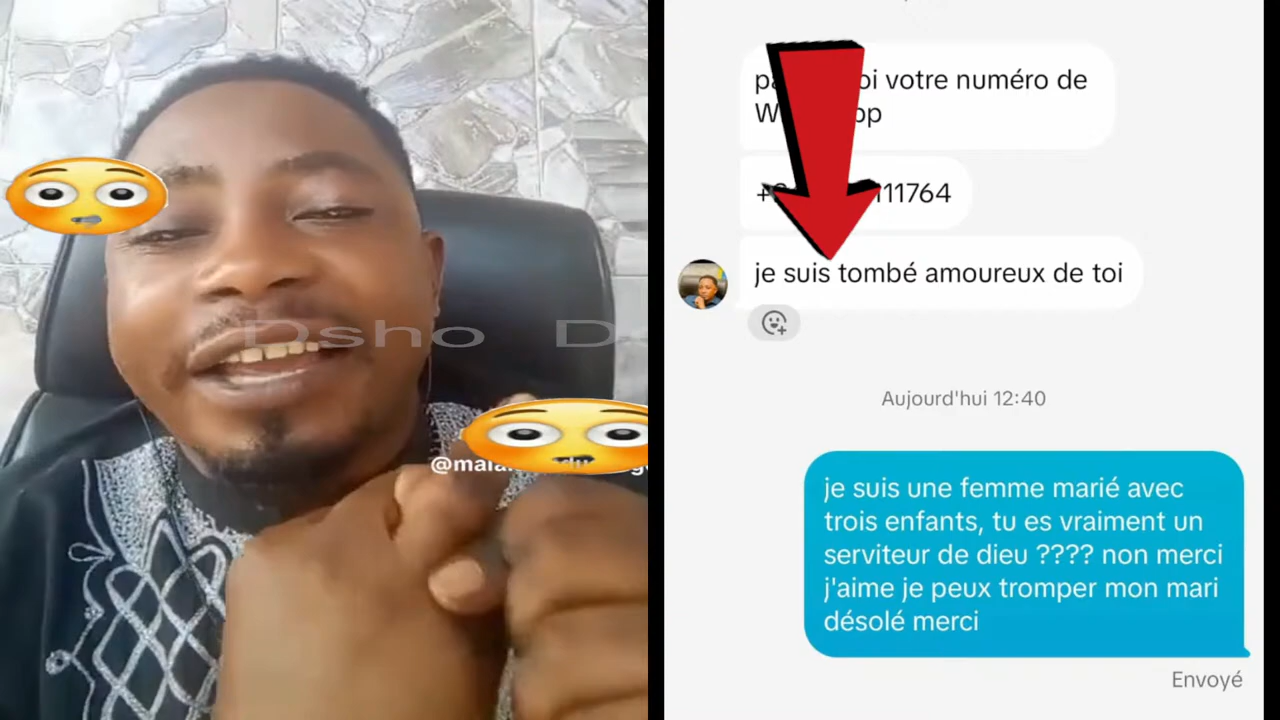 Dsho
votre numéro de
111764
je suis tombé amoureux de toi
Aujourd'hui 12:40
je suis une femme marié avec
trois enfants, tu es vraiment un
serviteur de dieu ???? non merci
j'aime je peux tromper mon mari
désolé merci
Envoyé